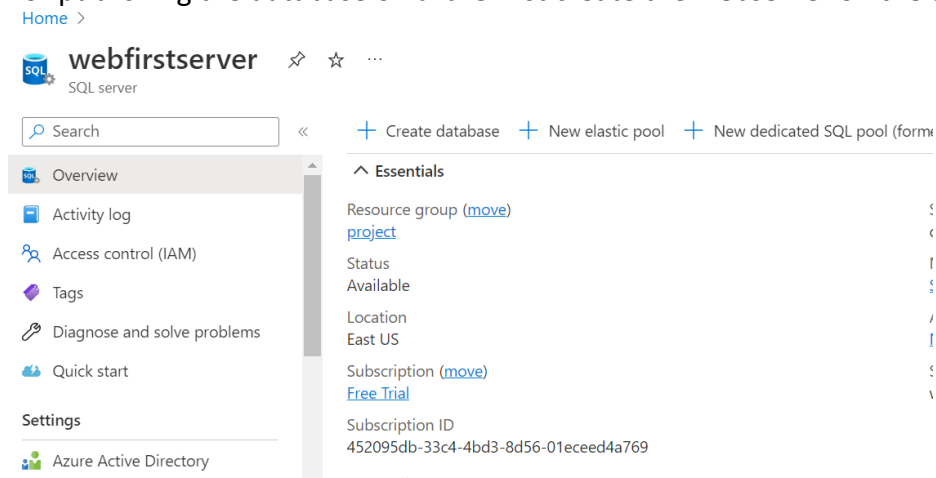 Home >
webfirstserver
SQL server
Search
Create database
New elastic pool
New dedicated SQL pool
Overview
Essentials
Activity log
Resource group (move)
project
Access control (IAM)
Status
Available
Tags
Location
East US
Diagnose and solve problems
Quick start
Subscription (move)
Free Trial
Settings
Subscription ID
452095db-33c4-4bd3-8d56-01eceed4a769
Azure Active Directory